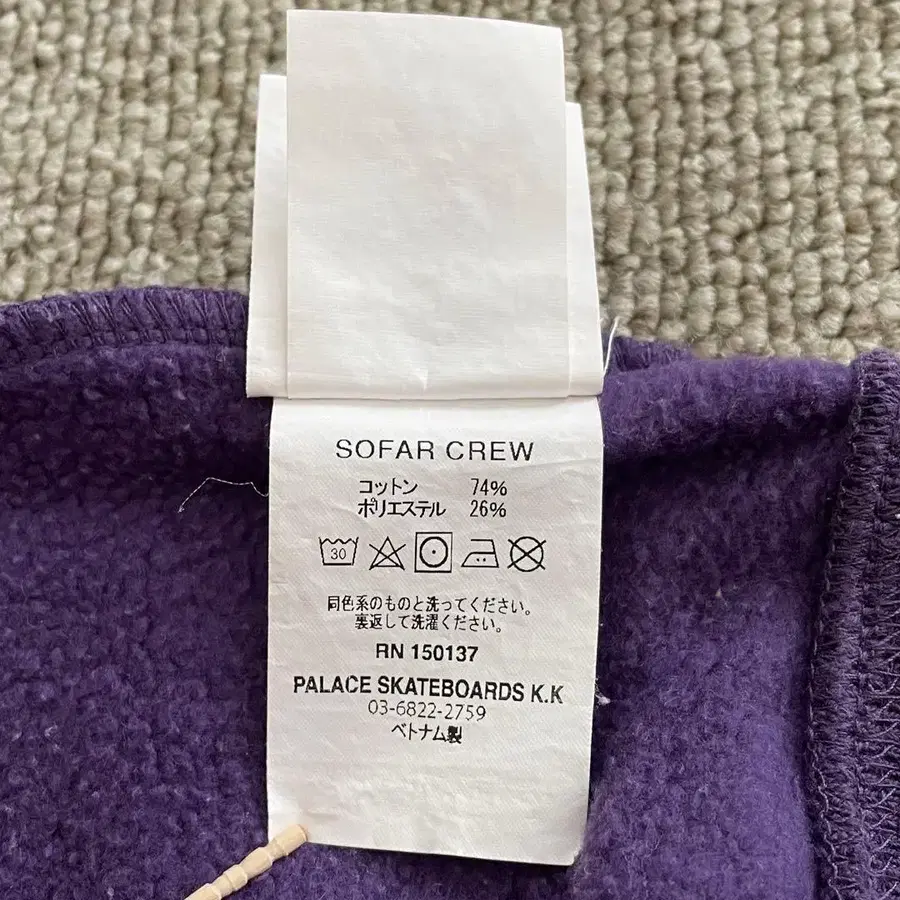 SOFAR CREW
コットン 74%
ポリエステル 26%
30
同色系のものと洗ってください。
裏返して洗濯ください。
RN 150137
PALACE SKATEBOARDS K.K
03-6822-2759
ベトナム製